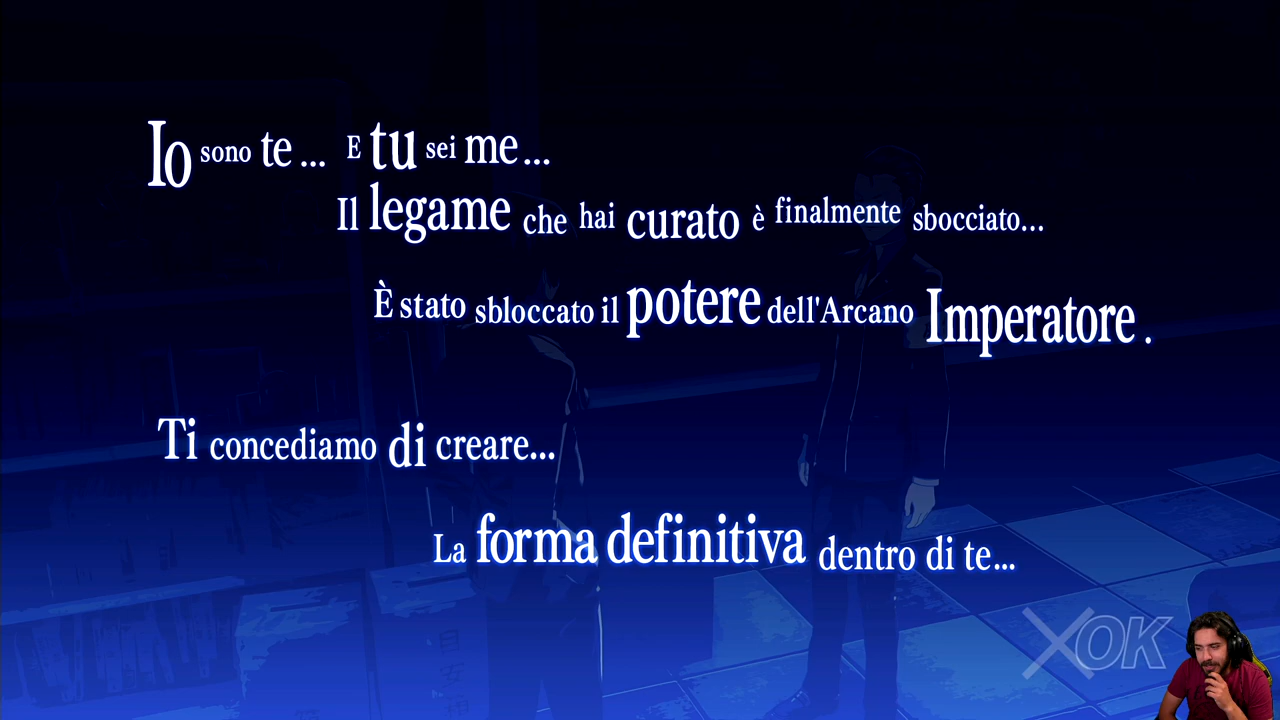 Io sono te... E tu sei me...
Il legame che hai curato è finalmente sbocciato...
È stato sbloccato il potere dell'Arcano Imperatore.
Ti concediamo di creare...
La forma definitiva dentro di te...
OK